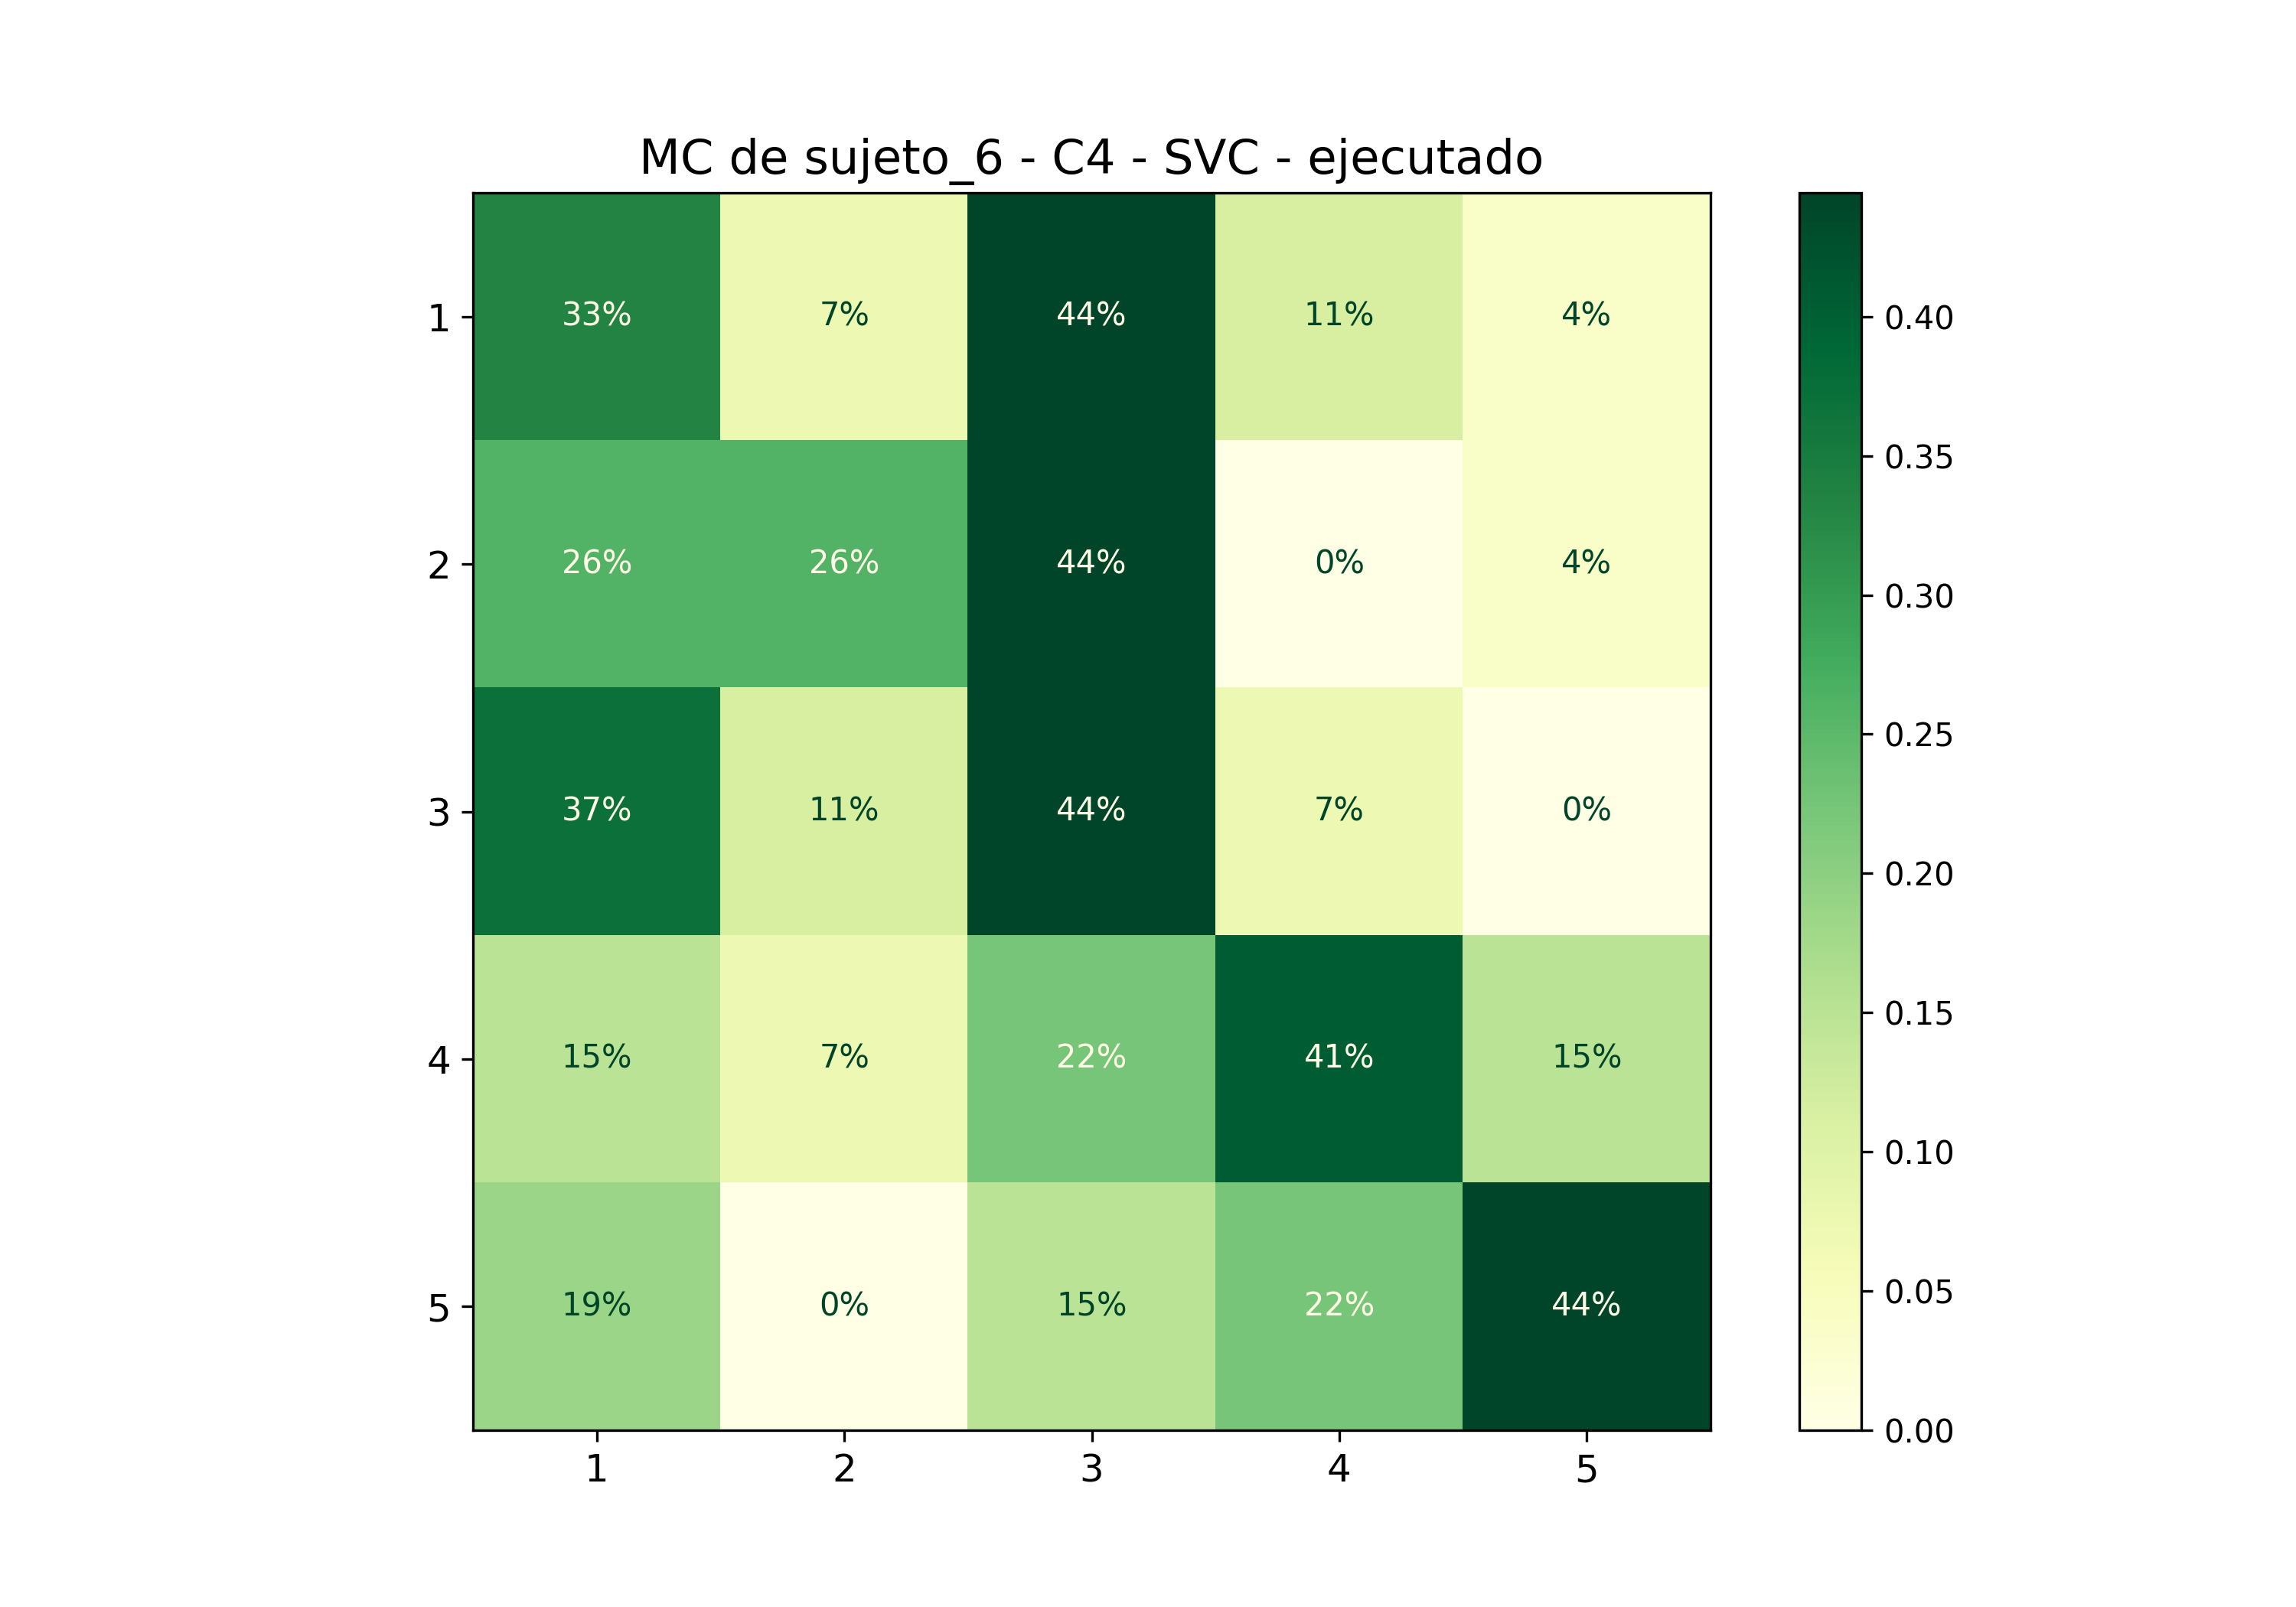 MC de sujeto_6 - C4 - SVC - ejecutado
1 33% 7% 44% 11% 4%
2 26% 26% 44% 0% 4%
3 37% 11% 44% 7% 0%
4 15% 7% 22% 41% 15%
5 19% 0% 15% 22% 44%
1 2 3 4 5
0.40
0.35
0.30
0.25
0.20
0.15
0.10
0.05
0.00